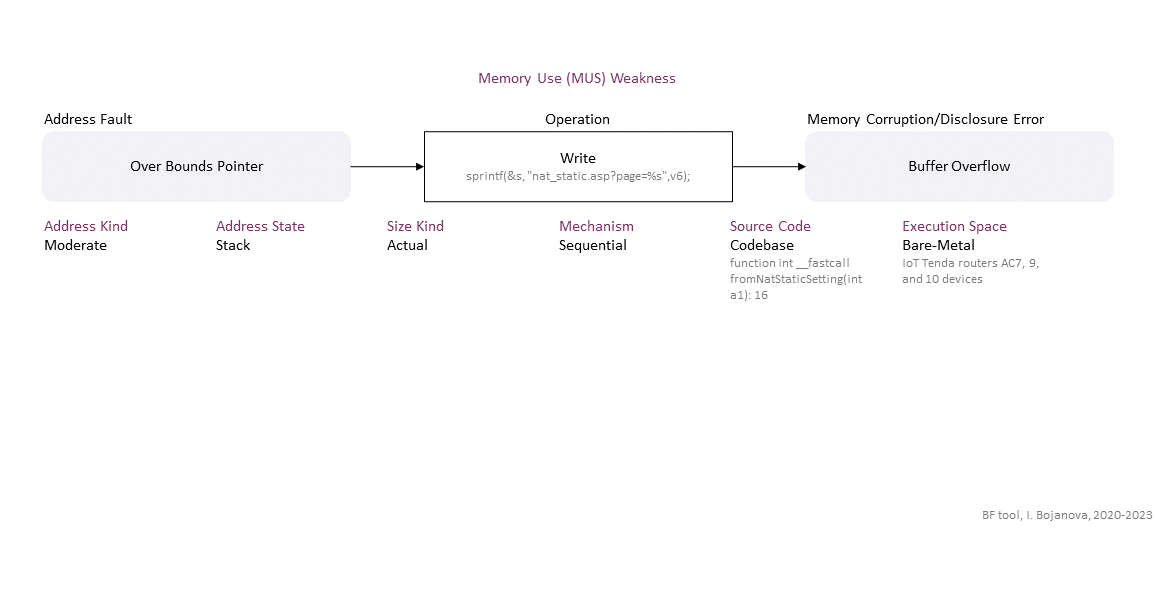 Memory Use (MUS) Weakness
Address Fault
Operation
Memory Corruption/Disclosure Error
Over Bounds Pointer
Write
sprintf(&s,"nat_static.asp?page=%s",v6);
Buffer Overflow
Address Kind
Moderate
Address State
Stack
Size Kind
Actual
Mechanism
Sequential
Source Code
Codebase
function int __fastcall
fromNatStaticSetting(int
a1): 16
Execution Space
Bare-Metal
IoT Tenda routers AC7, 9,
and 10 devices
BF tool, I. Bojanova, 2020-2023